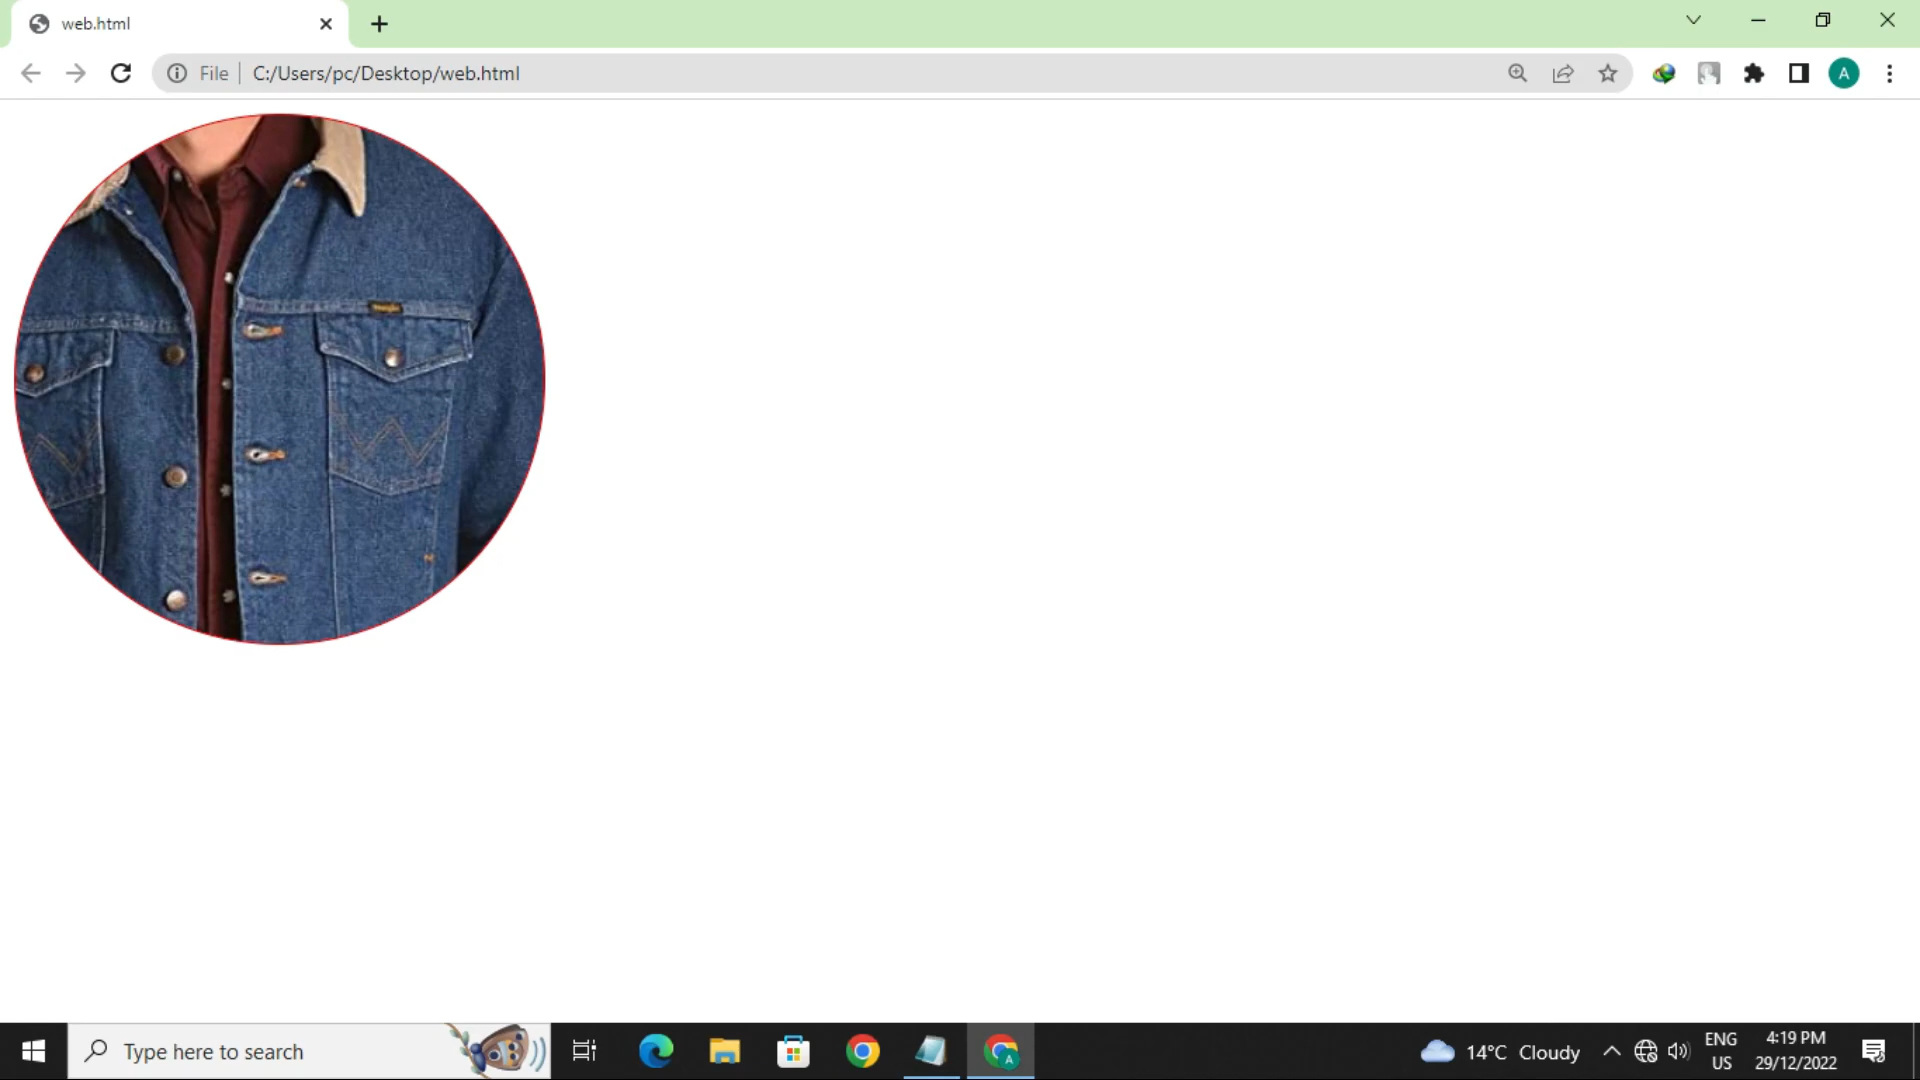 web.html
File
C:/Users/pc/Desktop/web.html
A
Type here to search
A
14°C Cloudy
ENG
US
4:19 PM
29/12/2022